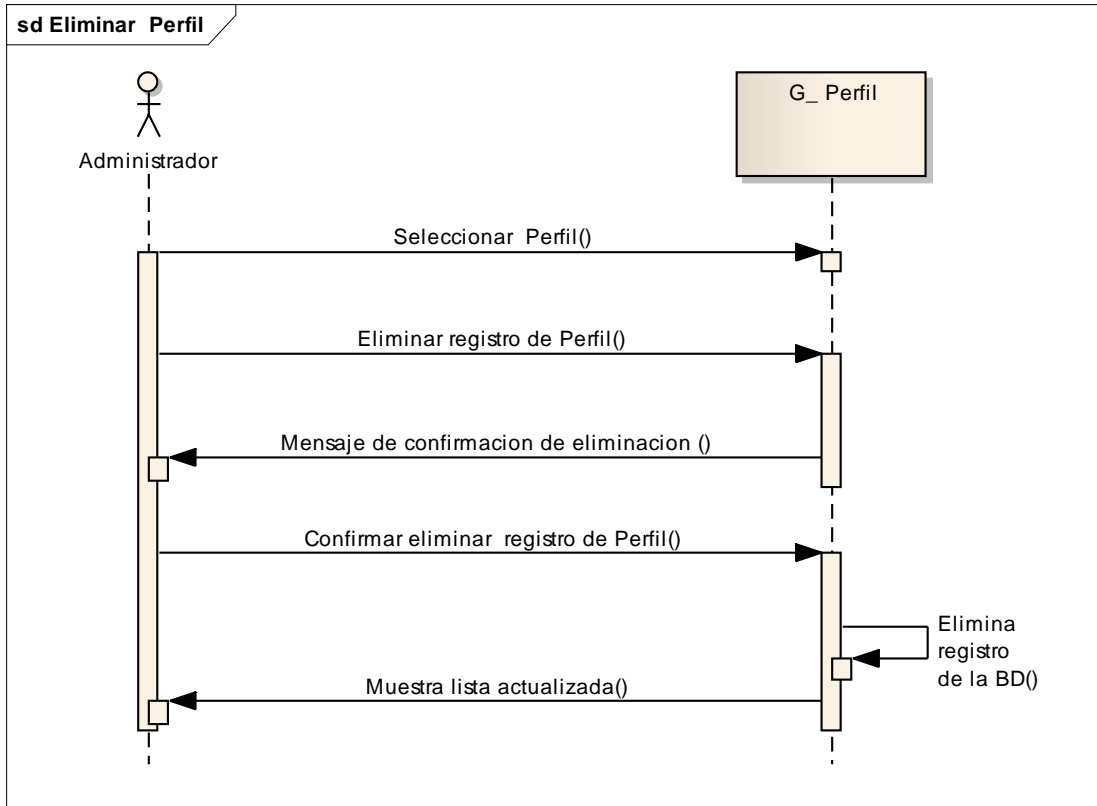 sd Eliminar Perfil
G_ Perfil
Administrador
Seleccionar Perfil()
Eliminar registro de Perfil()
Mensaje de confirmacion de eliminacion ()
Confirmar eliminar registro de Perfil()
Elimina
registro
de la BD()
Muestra lista actualizada()